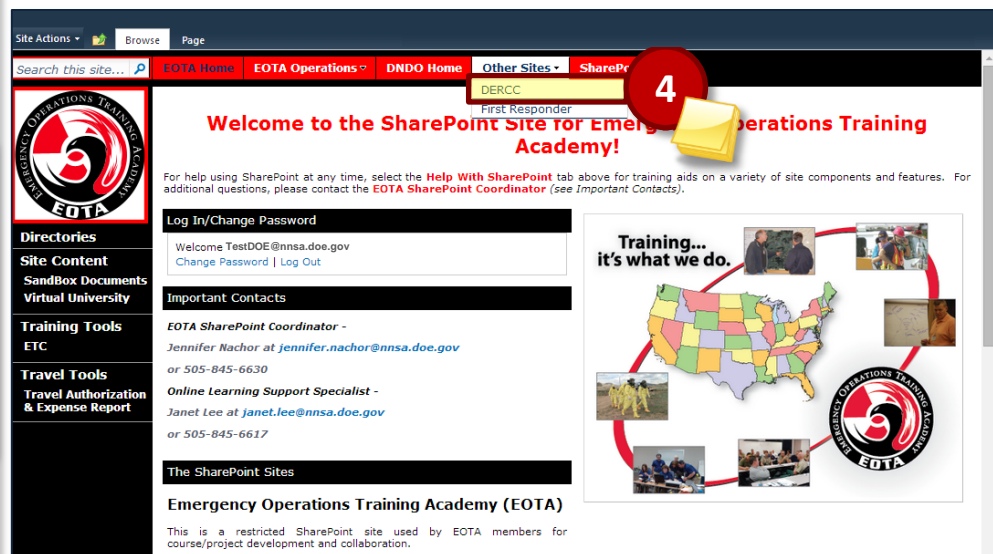 Site Actions
Browse
Page
Search this site...
EOTA Home
EOTA Operations
DNDO Home
Other Sites
SharePo
DERCC
First Responder
4
EMERGENCY OPERATIONS TRAINING ACADEMY
EOTA
Welcome to the SharePoint Site for Emerg perations Training
Academy!
For help using SharePoint at any time, select the Help With SharePoint tab above for training aids on a variety of site components and features. For
additional questions, please contact the EOTA SharePoint Coordinator (see Important Contacts).
Directories
Site Content
SandBox Documents
Virtual University
Training Tools
ETC
Travel Tools
Travel Authorization
& Expense Report
Log In/Change Password
Welcome TestDOE@nnsa.doe.gov
Change Password | Log Out
Important Contacts
EOTA SharePoint Coordinator -
Jennifer Nachor at jennifer.nachor@nnsa.doe.gov
or 505-845-6630
Online Learning Support Specialist -
Janet Lee at janet.lee@nnsa.doe.gov
or 505-845-6617
The SharePoint Sites
Emergency Operations Training Academy (EOTA)
This is a restricted SharePoint site used by EOTA members for
course/project development and collaboration.
Training...
it's what we do.
EMERGENCY OPERATIONS TRAINING ACADEMY
EOTA